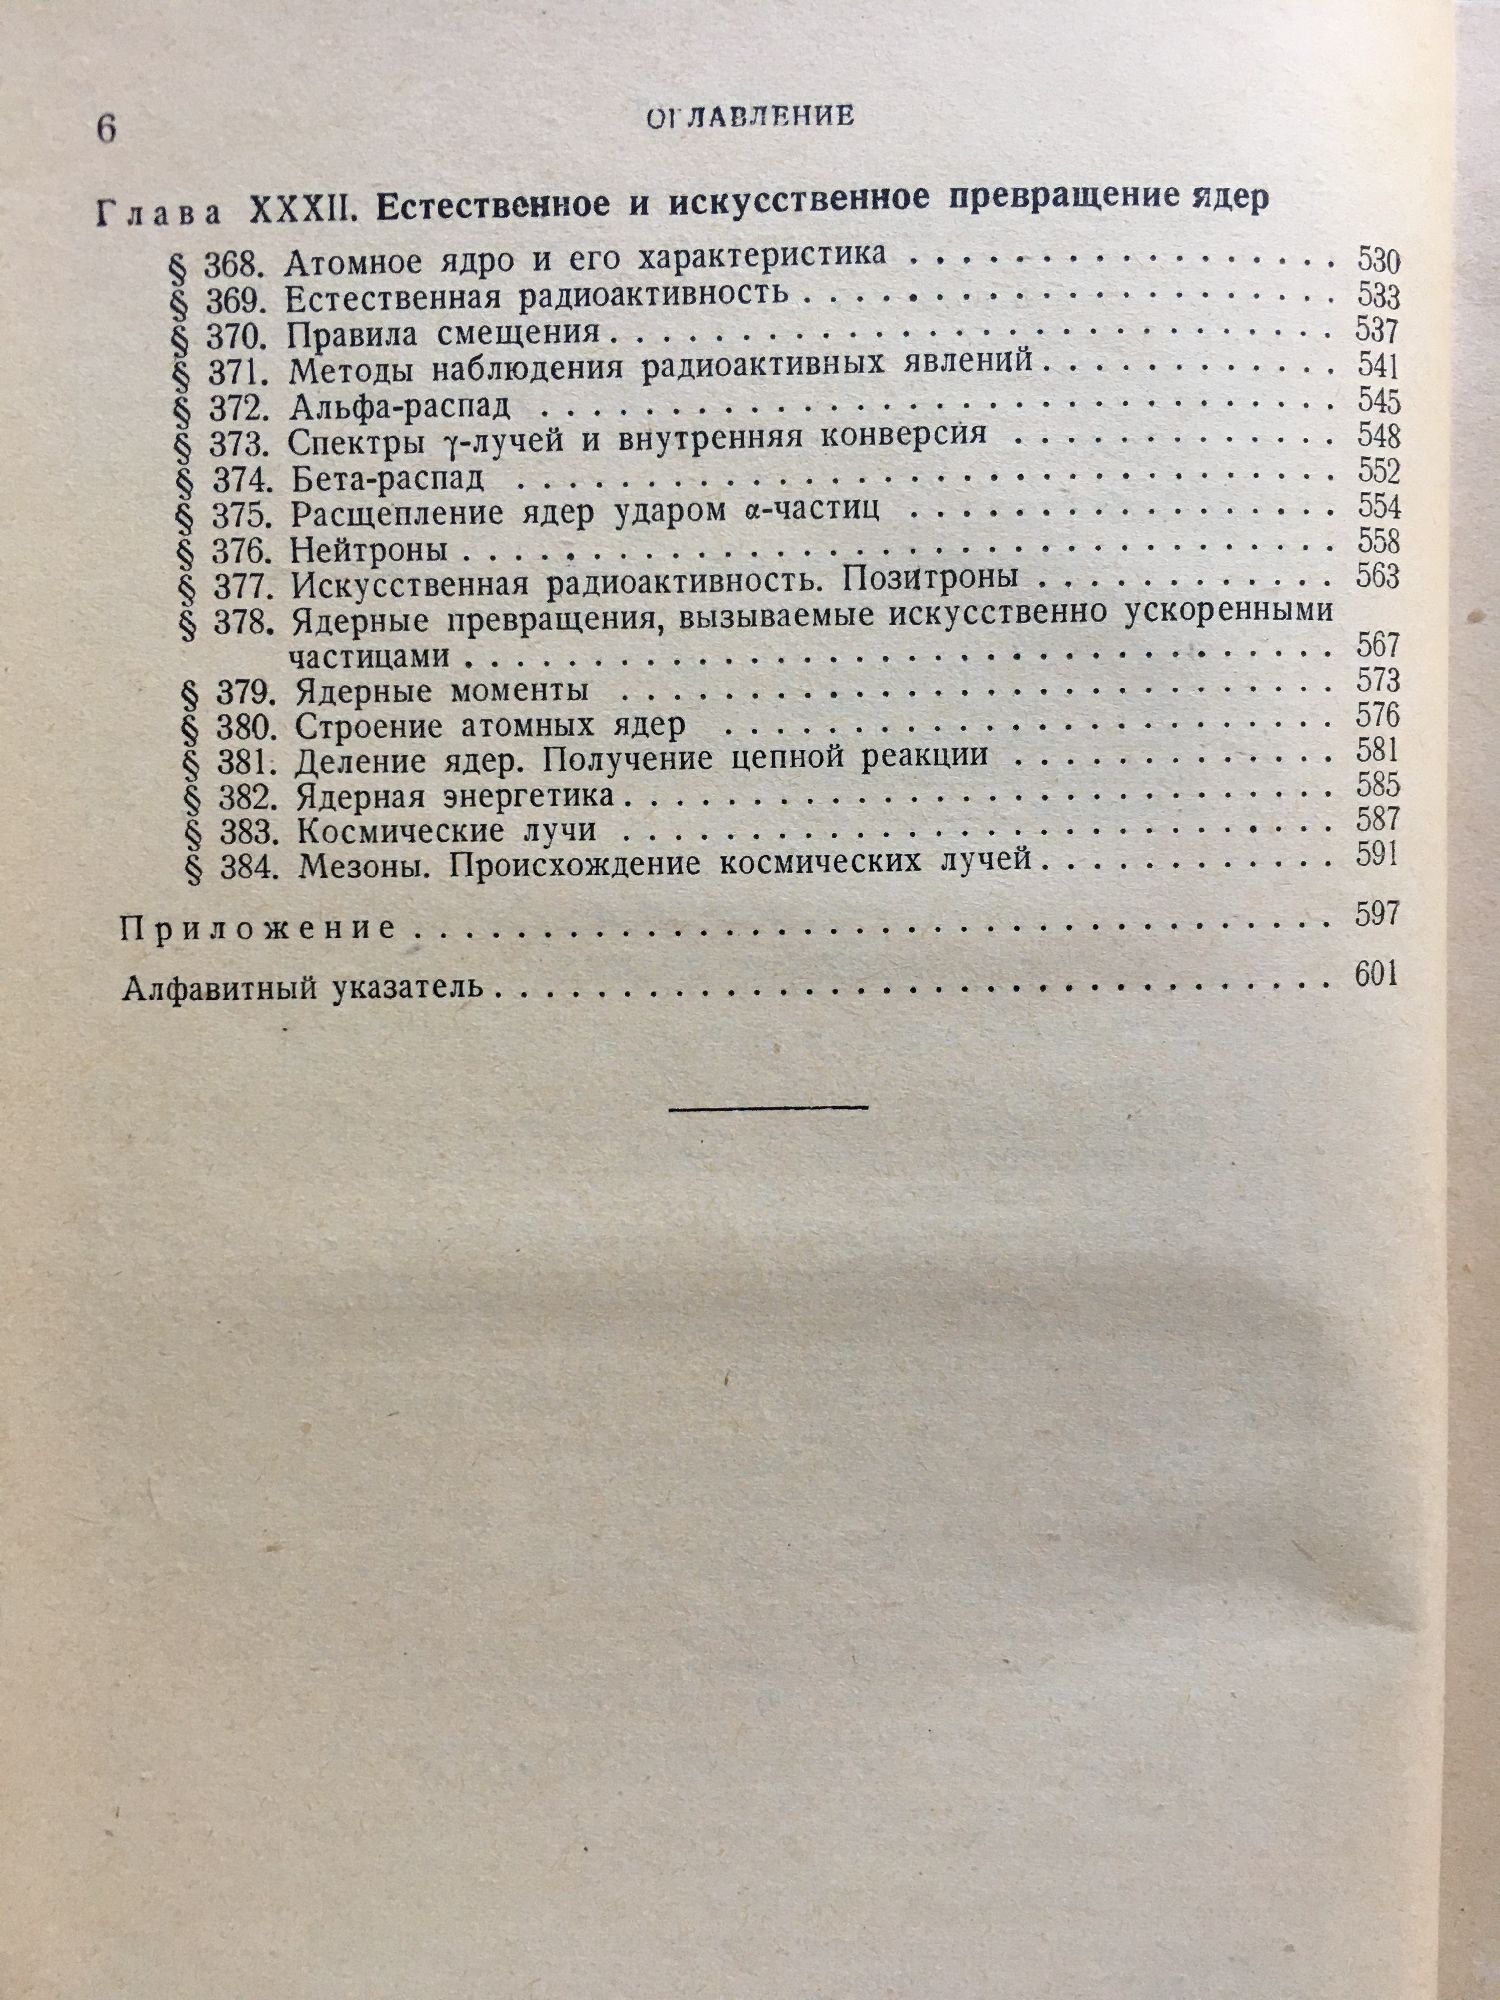 6 ОГЛАВЛЕНИЕ
Глава XXXII. Естественное и искусственное превращение ядер
§ 368. Атомное ядро и его характеристика . . . . . . . . . . . . . . . . 530
§ 369. Естественная радиоактивность . . . . . . . . . . . . . . . . . . . . . 533
§ 370. Правила смещения . . . . . . . . . . . . . . . . . . . . . . . . . . . . 537
§ 371. Методы наблюдения радиоактивных явлений . . . . . . . . . . . . 541
§ 372. Альфа-распад . . . . . . . . . . . . . . . . . . . . . . . . . . . . . . 545
§ 373. Спектры γ-лучей и внутренняя конверсия . . . . . . . . . . . . . 548
§ 374. Бета-распад . . . . . . . . . . . . . . . . . . . . . . . . . . . . . . . 552
§ 375. Расщепление ядер ударом α-частиц . . . . . . . . . . . . . . . . . 554
§ 376. Нейтроны . . . . . . . . . . . . . . . . . . . . . . . . . . . . . . . . . 558
§ 377. Искусственная радиоактивность. Позитроны . . . . . . . . . . . . 563
§ 378. Ядерные превращения, вызываемые искусственно ускоренными
частицами . . . . . . . . . . . . . . . . . . . . . . . . . . . . . . . . . 567
§ 379. Ядерные моменты . . . . . . . . . . . . . . . . . . . . . . . . . . . 573
§ 380. Строение атомных ядер . . . . . . . . . . . . . . . . . . . . . . . . 576
§ 381. Деление ядер. Получение цепной реакции . . . . . . . . . . . . . 581
§ 382. Ядерная энергетика . . . . . . . . . . . . . . . . . . . . . . . . . . . 585
§ 383. Космические лучи . . . . . . . . . . . . . . . . . . . . . . . . . . . 587
§ 384. Мезоны. Происхождение космических лучей . . . . . . . . . . . . 591
Приложение . . . . . . . . . . . . . . . . . . . . . . . . . . . . . . . . . . . 597
Алфавитный указатель . . . . . . . . . . . . . . . . . . . . . . . . . . . . . . . . 601